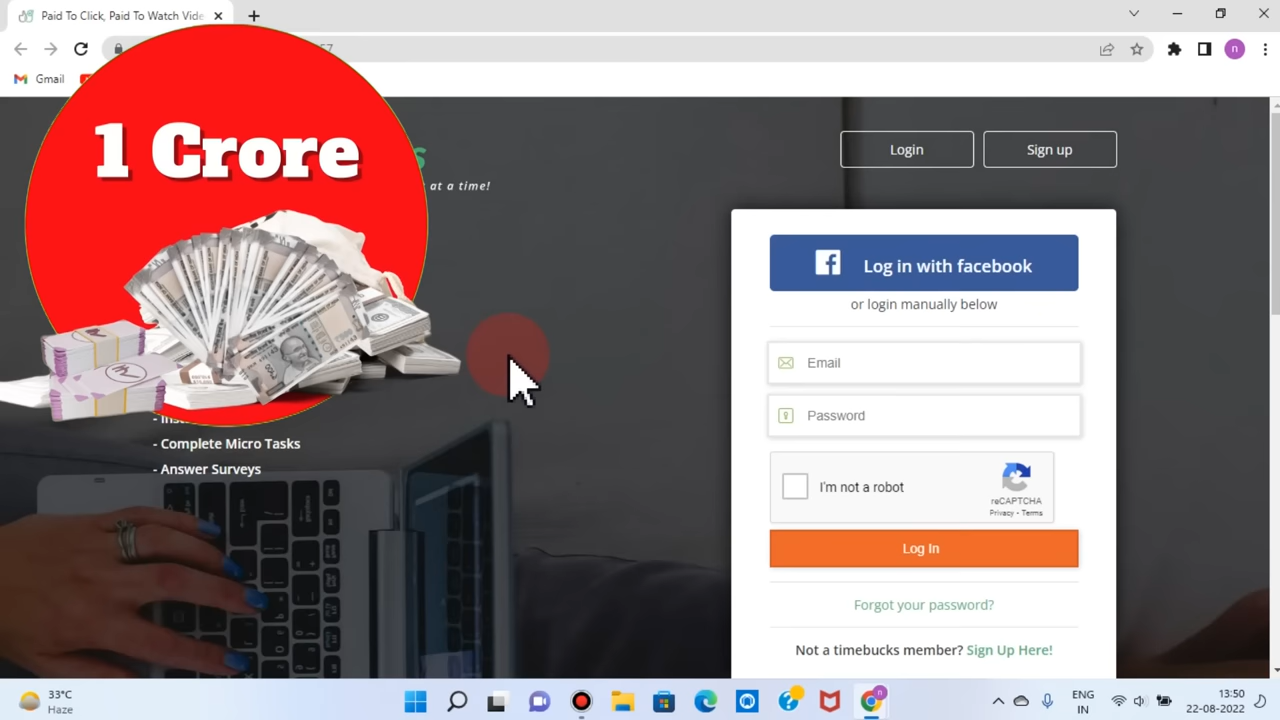 Paid To Click, Paid To Watch Vide
Gmail
1 Crore
at a time!
Login
Sign up
Log in with facebook
or login manually below
Email
Password
I'm not a robot
reCAPTCHA
Privacy - Terms
Log In
Forgot your password?
Not a timebucks member? Sign Up Here!
- Complete Micro Tasks
- Answer Surveys
33°C
Haze
ENG
IN
13:50
22-08-2022